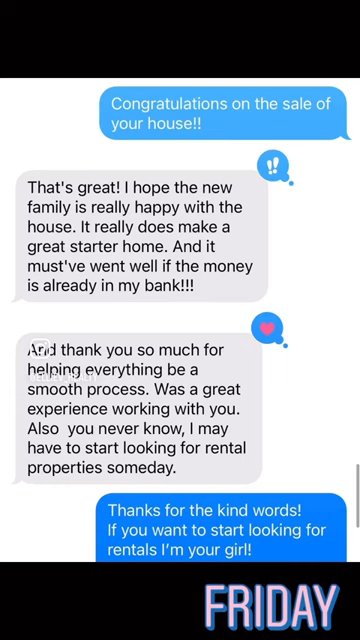 Congratulations on the sale of
your house!!
That's great! I hope the new
family is really happy with the
house. It really does make a
great starter home. And it
must've went well if the money
is already in my bank!!!
And thank you so much for
helping everything be a
smooth process. Was a great
experience working with you.
Also you never know, I may
have to start looking for rental
properties someday.
Thanks for the kind words!
If you want to start looking for
rentals I'm your girl!
FRIDAY